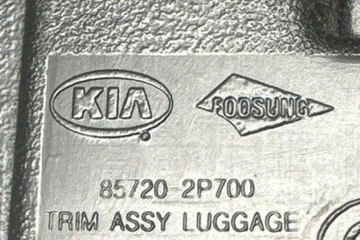 KIA FOOSUNG
85720-2P700
TRIM ASSY LUGGAGE